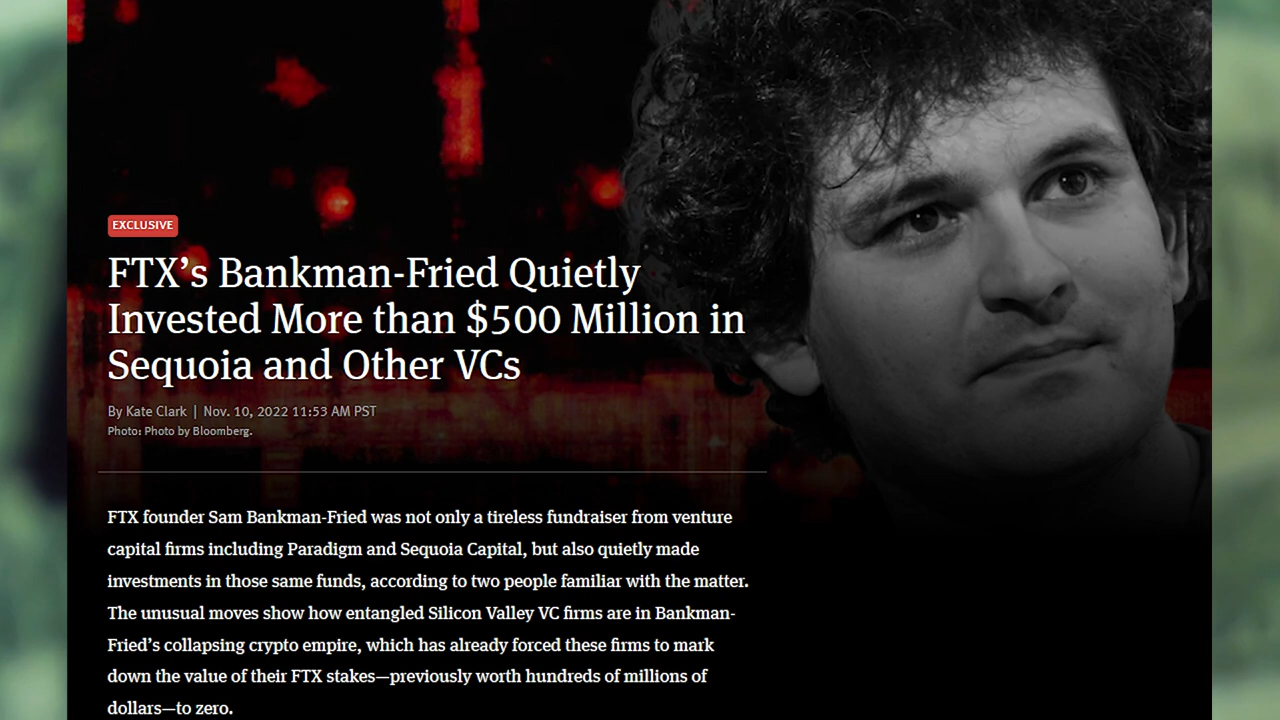 EXCLUSIVE
FTX’s Bankman-Fried Quietly
Invested More than $500 Million in
Sequoia and Other VCs
By Kate Clark | Nov. 10, 2022 11:53 AM PST
Photo: Photo by Bloomberg.
FTX founder Sam Bankman-Fried was not only a tireless fundraiser from venture
capital firms including Paradigm and Sequoia Capital, but also quietly made
investments in those same funds, according to two people familiar with the matter.
The unusual moves show how entangled Silicon Valley VC firms are in Bankman-
Fried’s collapsing crypto empire, which has already forced these firms to mark
down the value of their FTX stakes—previously worth hundreds of millions of
dollars—to zero.